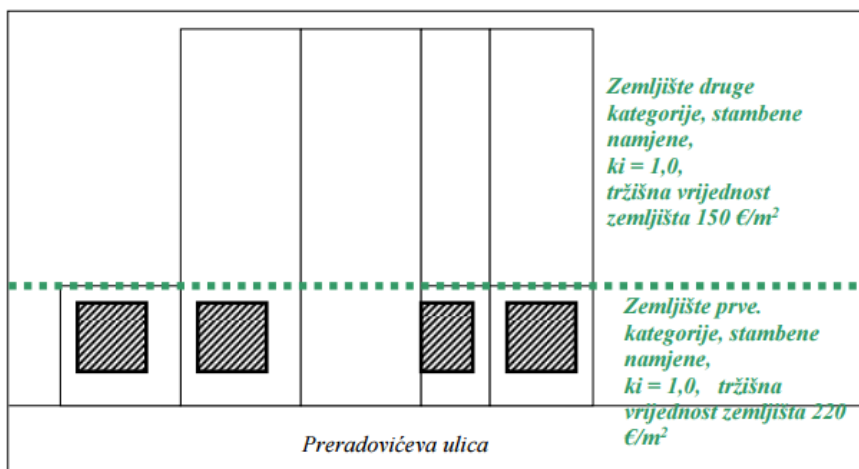 Zemljište druge
kategorije, stambene
namjene,
ki = 1,0,
tržišna vrijednost
zemljišta 150 €/m²
Zemljište prve.
kategorije, stambene
namjene,
ki = 1,0, tržišna
vrijednost zemljišta 220
€/m²
Preradovićeva ulica